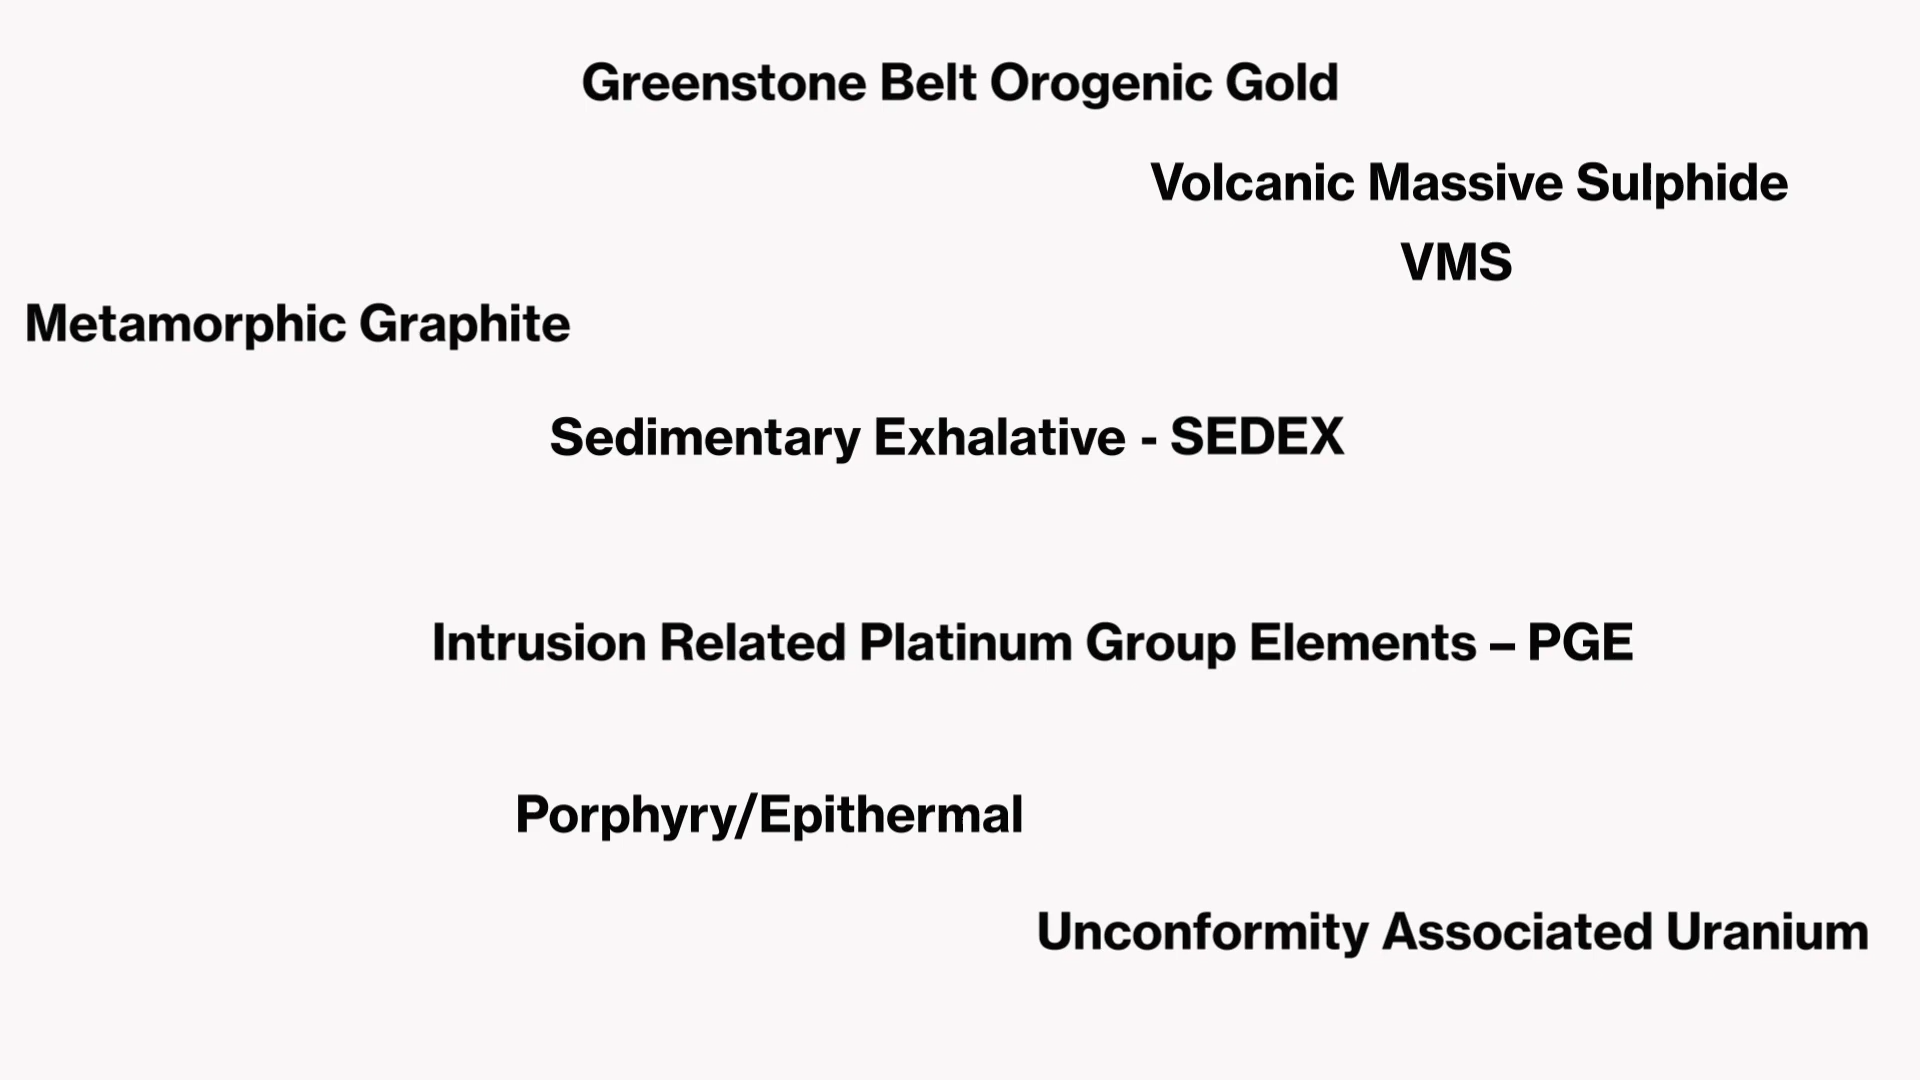 Greenstone Belt Orogenic Gold
Volcanic Massive Sulphide
VMS
Metamorphic Graphite
Sedimentary Exhalative - SEDEX
Intrusion Related Platinum Group Elements – PGE
Porphyry/Epithermal
Unconformity Associated Uranium